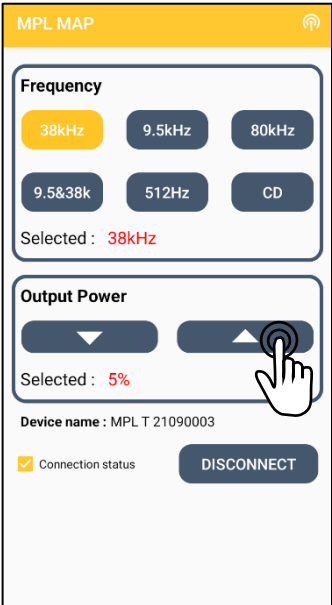 MPL MAP
Frequency
38kHz 9.5kHz 80kHz
9.5&38k 512Hz CD
Selected : 38kHz
Output Power
Selected : 5%
Device name : MPL T 21090003
Connection status DISCONNECT